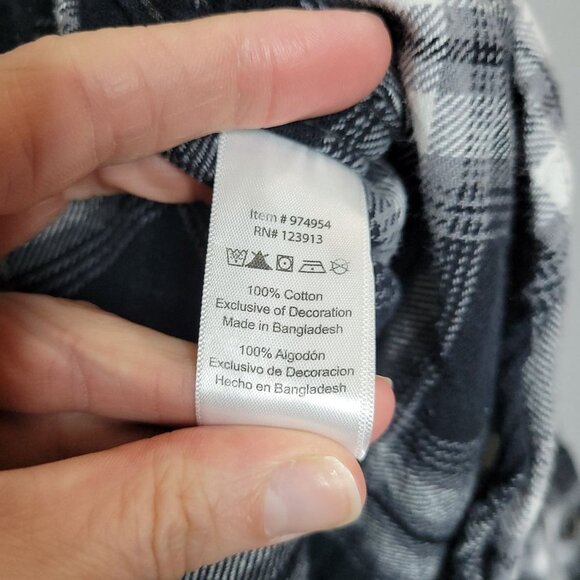 Item # 974954
RN# 123913
100% Cotton
Exclusive of Decoration
Made in Bangladesh
100% Algodón
Exclusivo de Decoracion
Hecho en Bangladesh